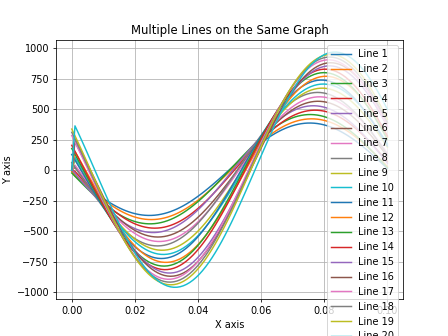 Multiple Lines on the Same Graph
1000
750
500
250
0
−250
−500
−750
−1000
Y axis
0.00
0.02
0.04
0.06
0.08
X axis
Line 1
Line 2
Line 3
Line 4
Line 5
Line 6
Line 7
Line 8
Line 9
Line 10
Line 11
Line 12
Line 13
Line 14
Line 15
Line 16
Line 17
Line 18
Line 19
Line 20